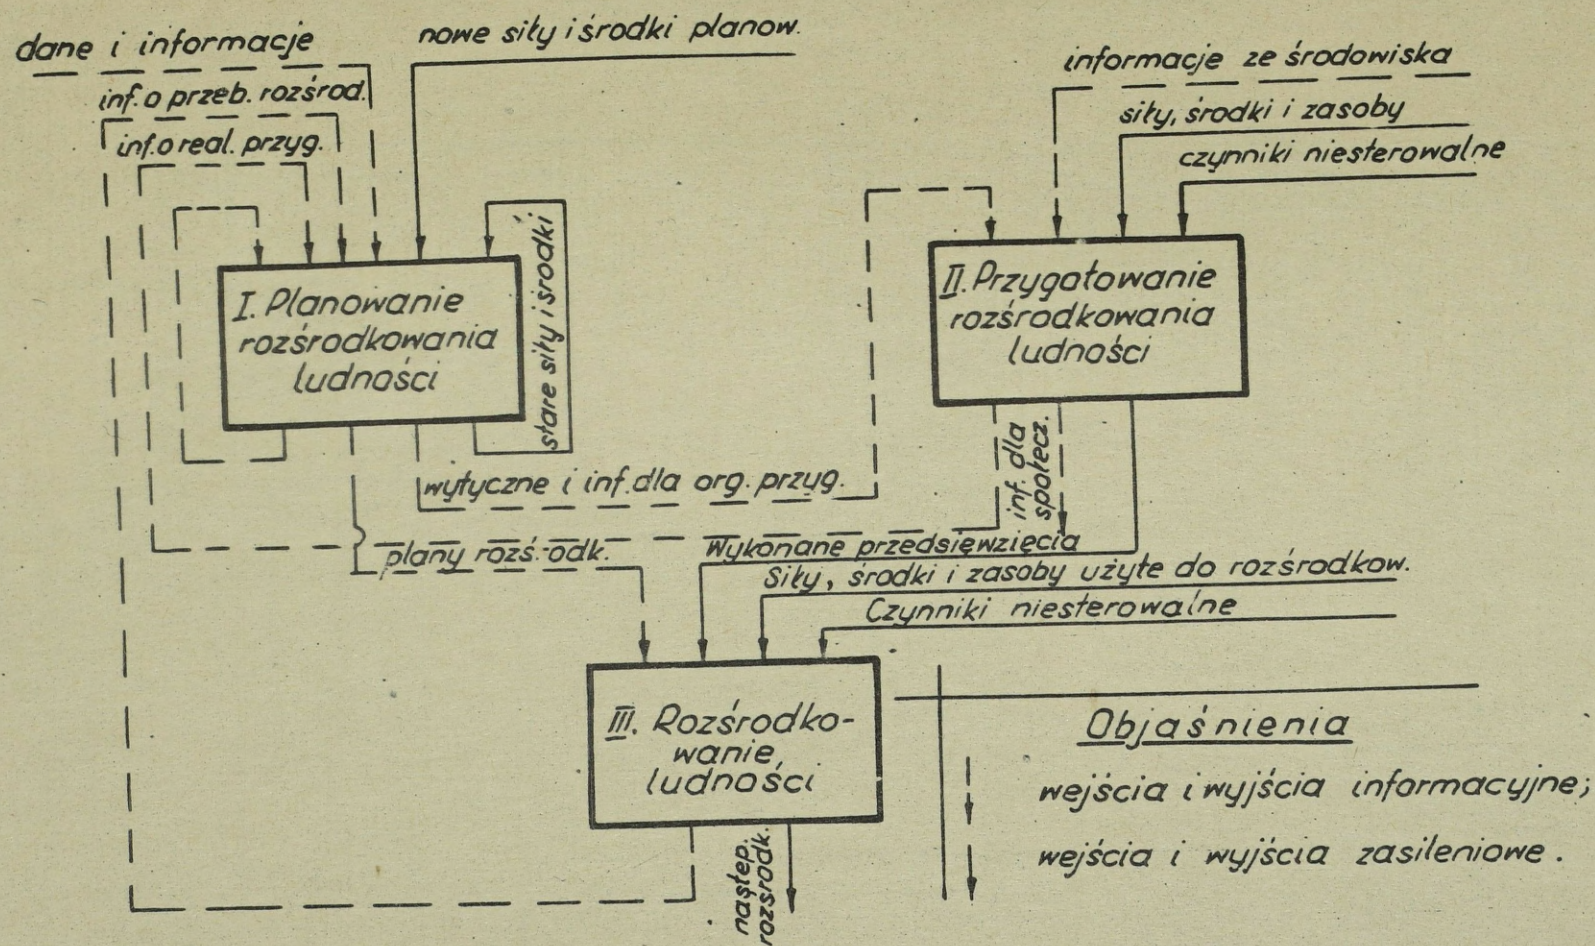 dane i informacje
nowe siły i środki planow.
inf. o przeb. rozśrod.
inf. o real. przyg.
informacje ze środowiska
siły, środki i zasoby
czynniki niesterowalne
I. Planowanie
rozśrodkowania
ludności
stare siły i środki
II. Przygotowanie
rozśrodkowania
ludności
wytyczne i inf. dla org. przyg.
inf. dla
społecz.
plany rozś.-odk.
Wykonane przedsięwzięcia
Siły, środki i zasoby użyte do rozśrodkow.
Czynniki niesterowalne
III. Rozśrodko-
wanie,
ludności
następ.
rozśrodk.
Objaśnienia
wejścia i wyjścia informacyjne;
wejścia i wyjścia zasileniowe.